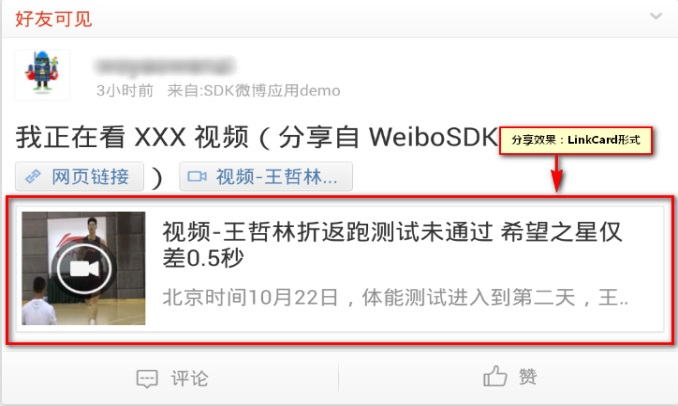 好友可见
3小时前 来自:SDK微博应用demo
我正在看 XXX 视频（分享自 WeiboSDK
分享效果：LinkCard形式
网页链接 ） 视频-王哲林...
视频-王哲林折返跑测试未通过 希望之星仅
差0.5秒
北京时间10月22日，体能测试进入到第二天，王..
评论 赞